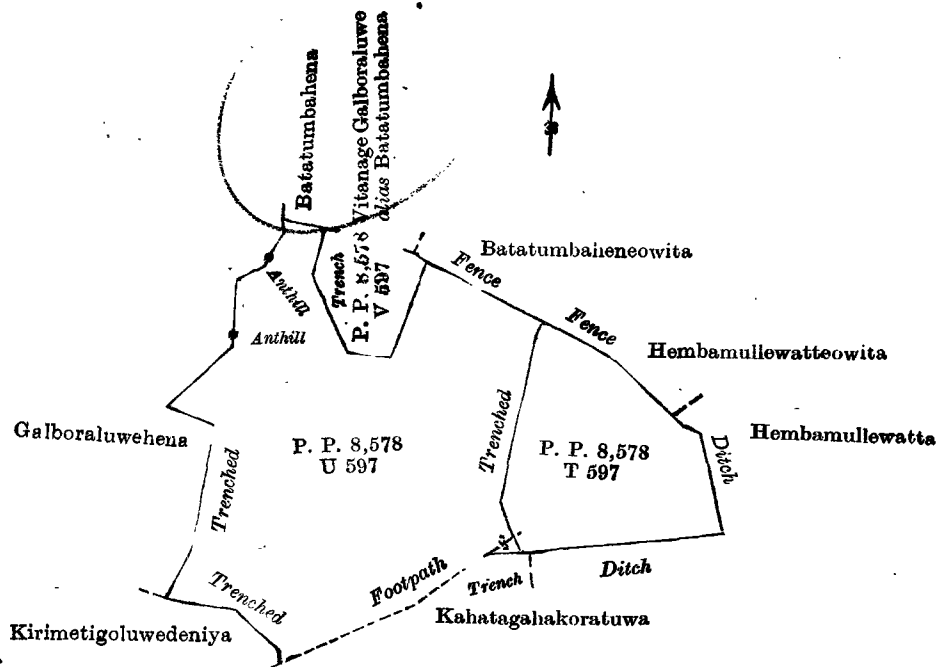 Batatumbahena
P. P. 8,578 Vitanage Galboraluwe
V 597 alias Batatumbahena
Trench
Batatumbaheneowita
Fence
Anthill
Fence
Anthill
Hembamullewatteowita
Trenched
Galboraluwehena
Hembamullewatta
P. P. 8,578
U 597
P. P. 8,578
T 597
Ditch
Trenched
Trenched
Footpath
Trench
Ditch
Kahatagahakoratuwa
Kirimetigoluwedeniya